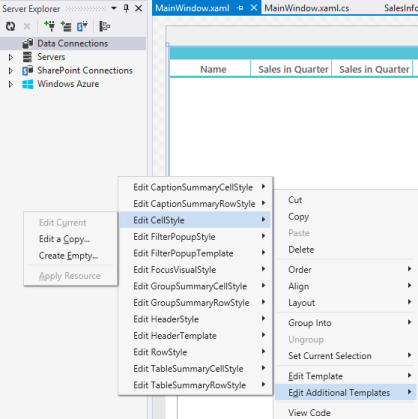 Server Explorer
MainWindow.xaml
MainWindow.xaml.cs
SalesInfo
Data Connections
Servers
SharePoint Connections
Windows Azure
Name
Sales in Quarter
Sales in Quarter
Edit CaptionSummaryCellStyle
Edit CaptionSummaryRowStyle
Edit CellStyle
Edit FilterPopupStyle
Edit FilterPopupTemplate
Edit FocusVisualStyle
Edit GroupSummaryCellStyle
Edit GroupSummaryRowStyle
Edit HeaderStyle
Edit HeaderTemplate
Edit RowStyle
Edit TableSummaryCellStyle
Edit TableSummaryRowStyle
Edit Current
Edit a Copy...
Create Empty...
Apply Resource
Cut
Copy
Paste
Delete
Order
Align
Layout
Group Into
Ungroup
Set Current Selection
Edit Template
Edit Additional Templates
View Code